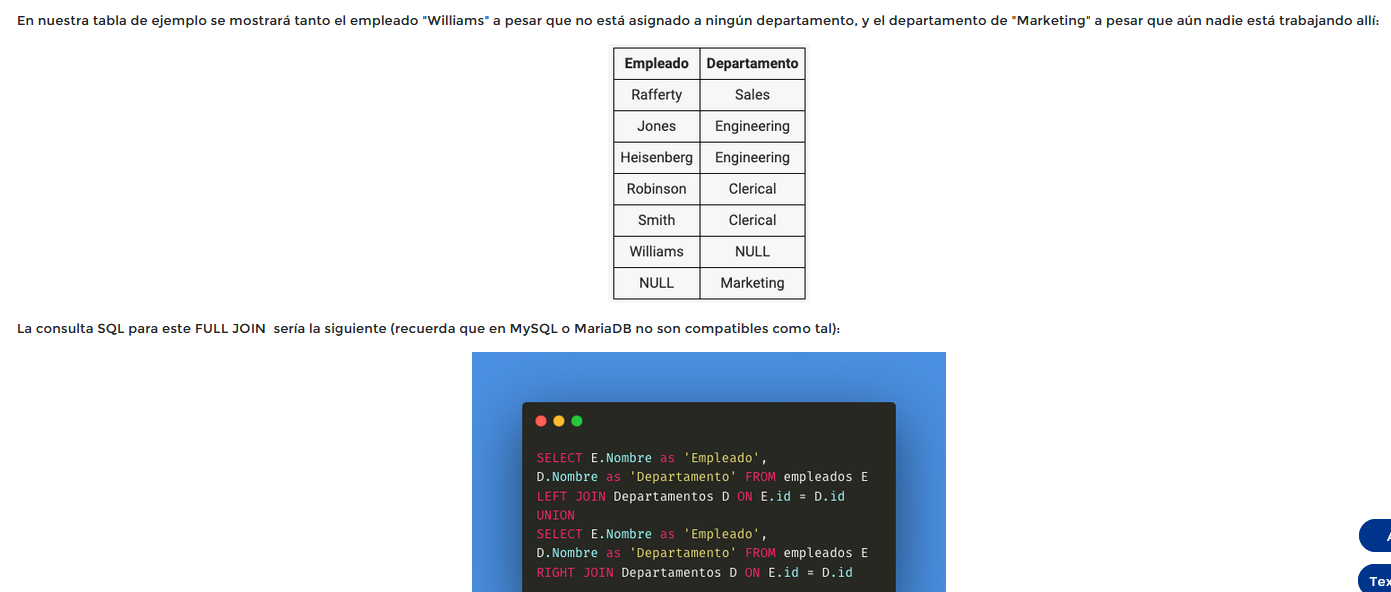 En nuestra tabla de ejemplo se mostrará tanto el empleado "Williams" a pesar que no está asignado a ningún departamento, y el departamento de "Marketing" a pesar que aún nadie está trabajando allí:
Empleado Departamento
Rafferty Sales
Jones Engineering
Heisenberg Engineering
Robinson Clerical
Smith Clerical
Williams NULL
NULL Marketing
La consulta SQL para este FULL JOIN sería la siguiente (recuerda que en MySQL o MariaDB no son compatibles como tal):
SELECT E.Nombre as 'Empleado',
D.Nombre as 'Departamento' FROM empleados E
LEFT JOIN Departamentos D ON E.id = D.id
UNION
SELECT E.Nombre as 'Empleado',
D.Nombre as 'Departamento' FROM empleados E
RIGHT JOIN Departamentos D ON E.id = D.id